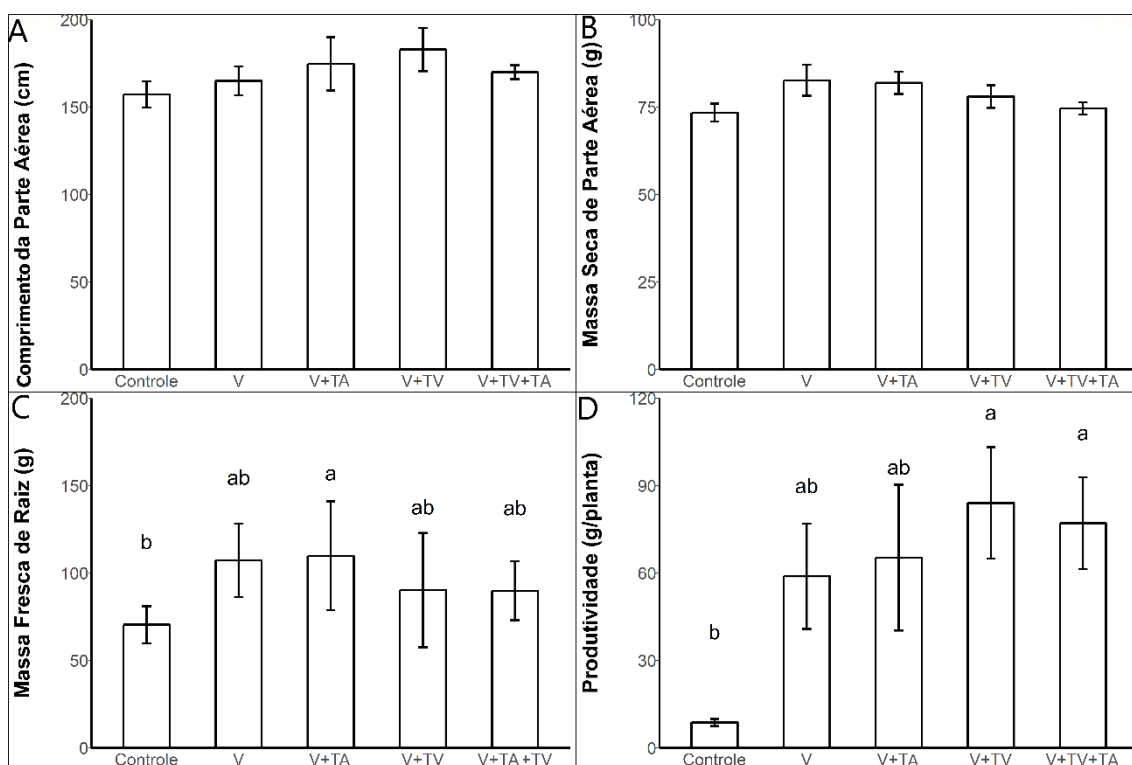 A
Comprimento da Parte Aérea (cm)
200
150
100
50
0
Controle V V+TA V+TV V+TV+TA
B
Massa Seca de Parte Aérea (g)
100
75
50
25
0
Controle V V+TA V+TV V+TV+TA
C
Massa Fresca de Raiz (g)
200
150
100
50
0
b ab a ab ab
Controle V V+TA V+TV V+TA +TV
D
Produtividade (g/planta)
120
90
60
30
0
b ab ab a a
Controle V V+TA V+TV V+TV+TA